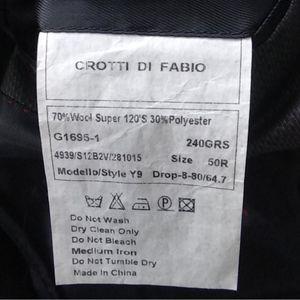 CROTTI DI FABIO
70%Wool Super 120'S 30%Polyester
G1695-1 240GRS
4939/S12B2V/281015 Size 50R
Modello/Style Y9 Drop-8-80/64.7
Do Not Wash
Dry Clean Only
Do Not Bleach
Medium Iron
Do Not Tumble Dry
Made In China